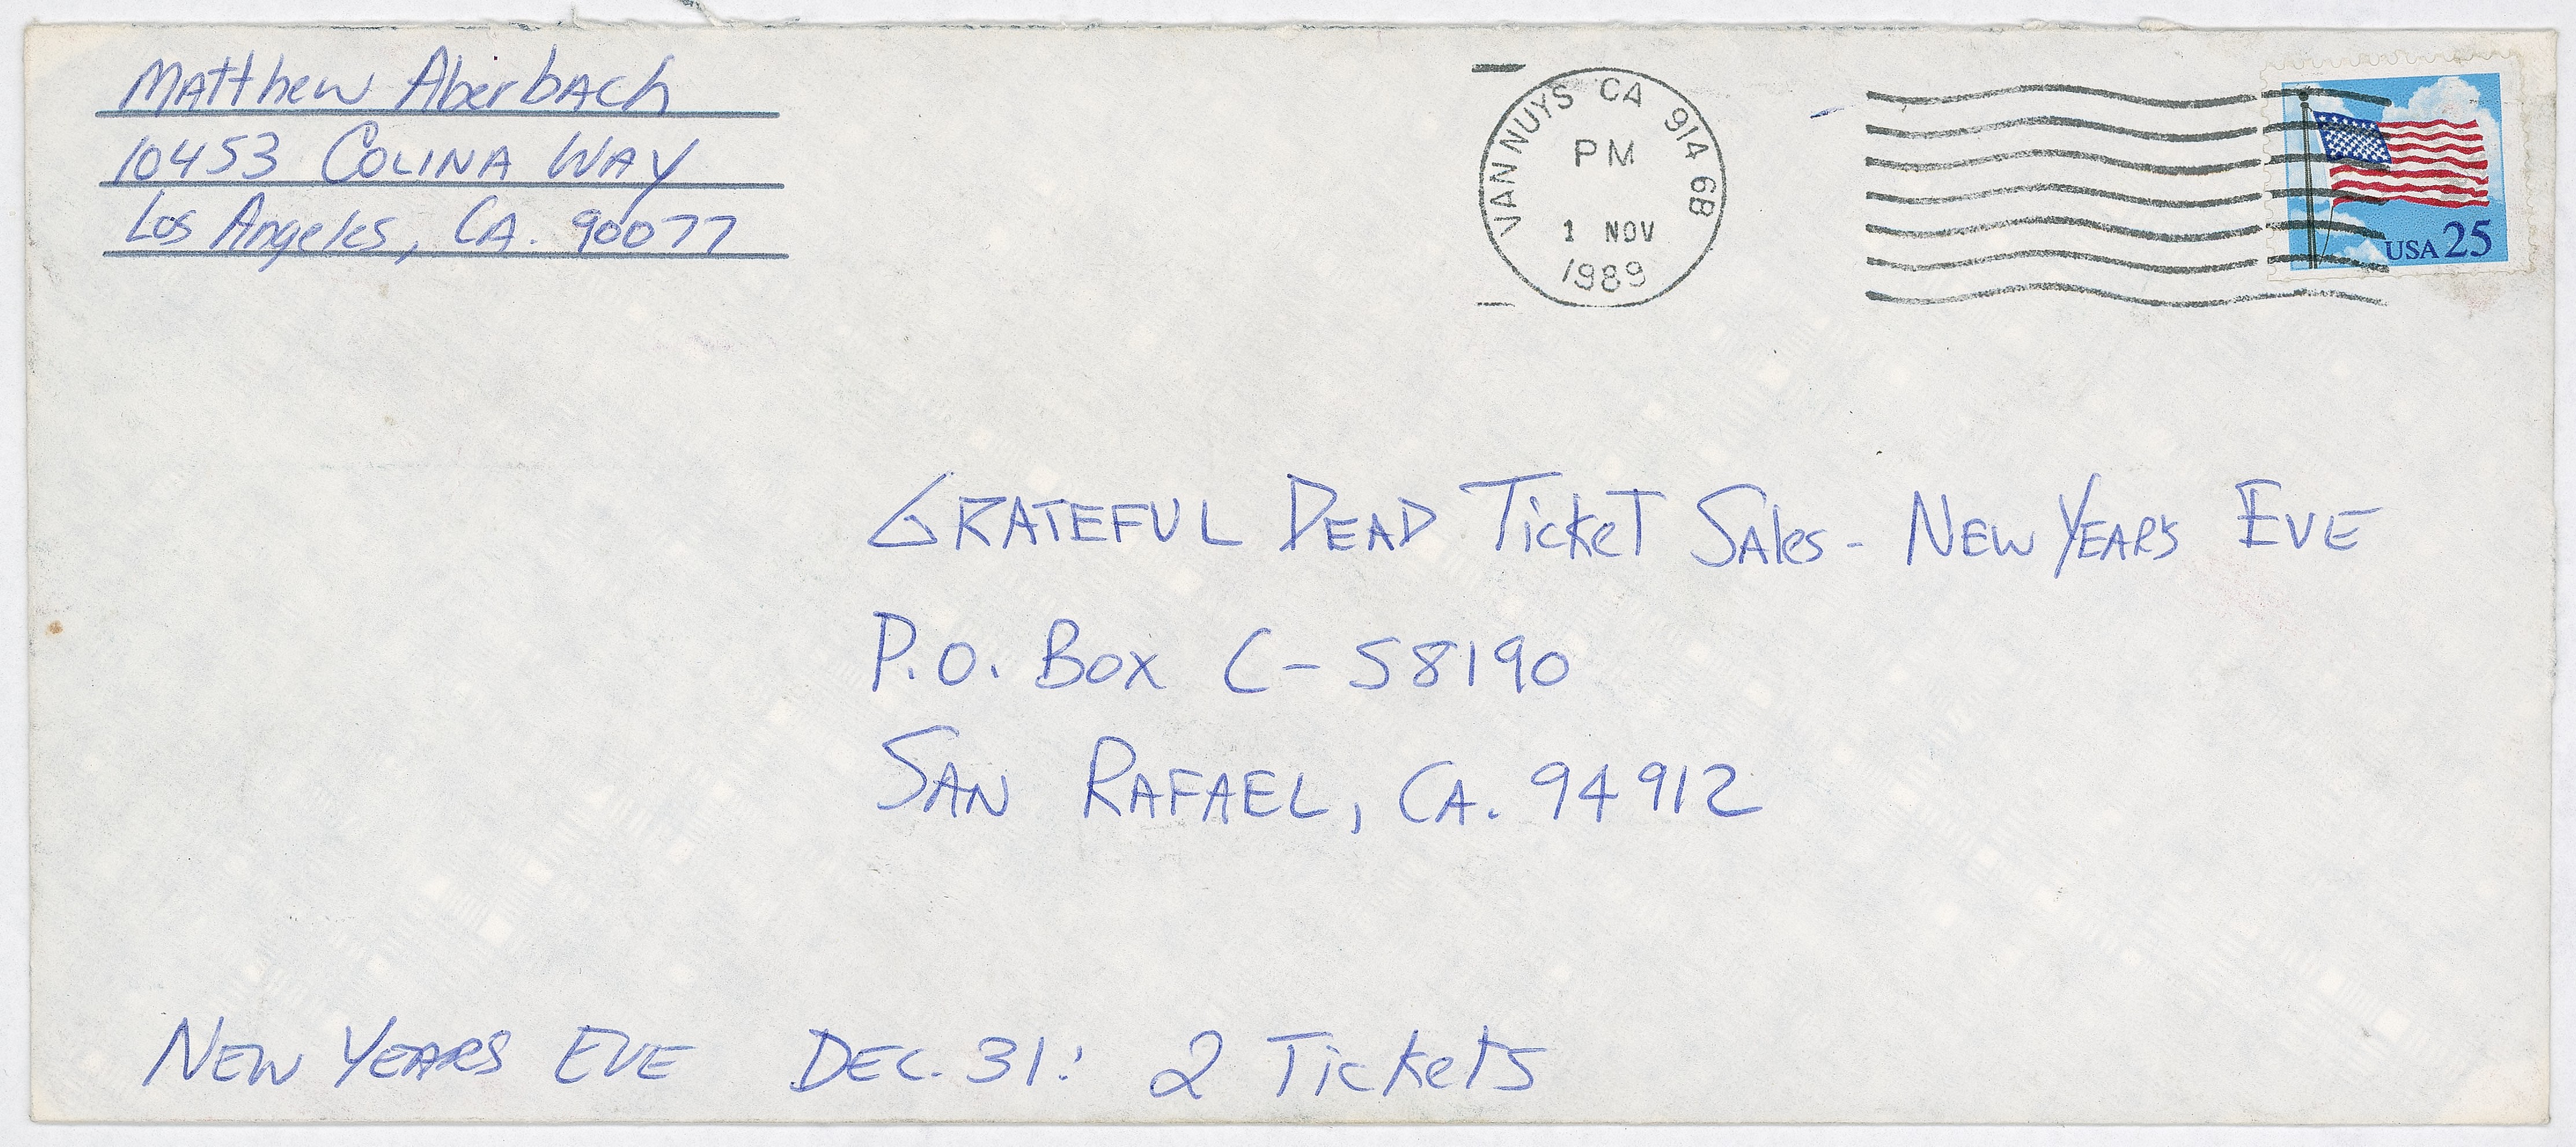 Matthew Aberbach
10453 Colina Way
Los Angeles, CA. 90077
VAN NUYS CA 914 6B
PM
1 NOV
1989
USA 25
GRATEFUL DEAD TickeT SAles - NEW YEARS EVE
P.O. Box C-58190
SAN RAFAEL, CA. 94912
NEW YEARS EVE DEC. 31: 2 Tickets